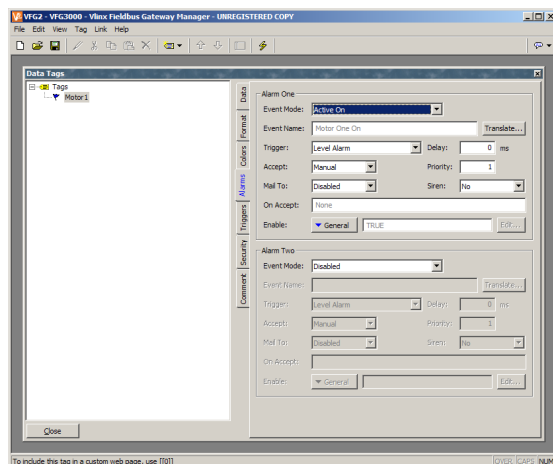 VFG2 - VFG3000 - Vlinx Fieldbus Gateway Manager - UNREGISTERED COPY
File Edit View Tag Link Help
Data Tags
Tags
Motor1
Data
Format
Colors
Alarms
Triggers
Security
Comment
Alarm One
Event Mode: Active On
Event Name: Motor One On Translate...
Trigger: Level Alarm Delay: 0 ms
Accept: Manual Priority: 1
Mail To: Disabled Siren: No
On Accept: None
Enable: General TRUE Edit...
Alarm Two
Event Mode: Disabled
Event Name: Translate...
Trigger: Level Alarm Delay: 0 ms
Accept: Manual Priority: 1
Mail To: Disabled Siren: No
On Accept:
Enable: General Edit...
Close
To include this tag in a custom web page, use [[0]]
OVER CAPS NUM